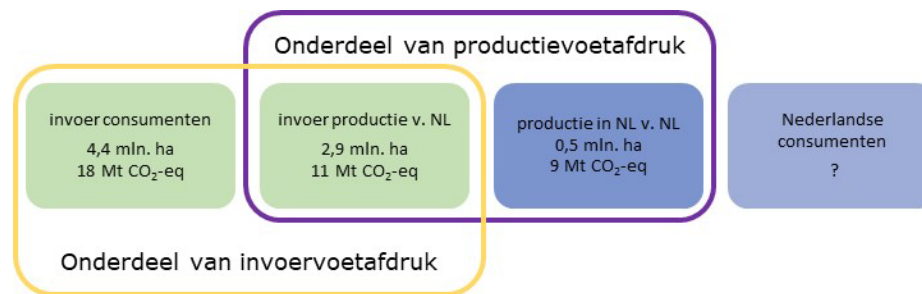 Onderdeel van productievoetafdruk
invoer consumenten
4,4 mln. ha
18 Mt CO₂-eq
invoer productie v. NL
2,9 mln. ha
11 Mt CO₂-eq
productie in NL v. NL
0,5 mln. ha
9 Mt CO₂-eq
Nederlandse
consumenten
?
Onderdeel van invoervoetafdruk